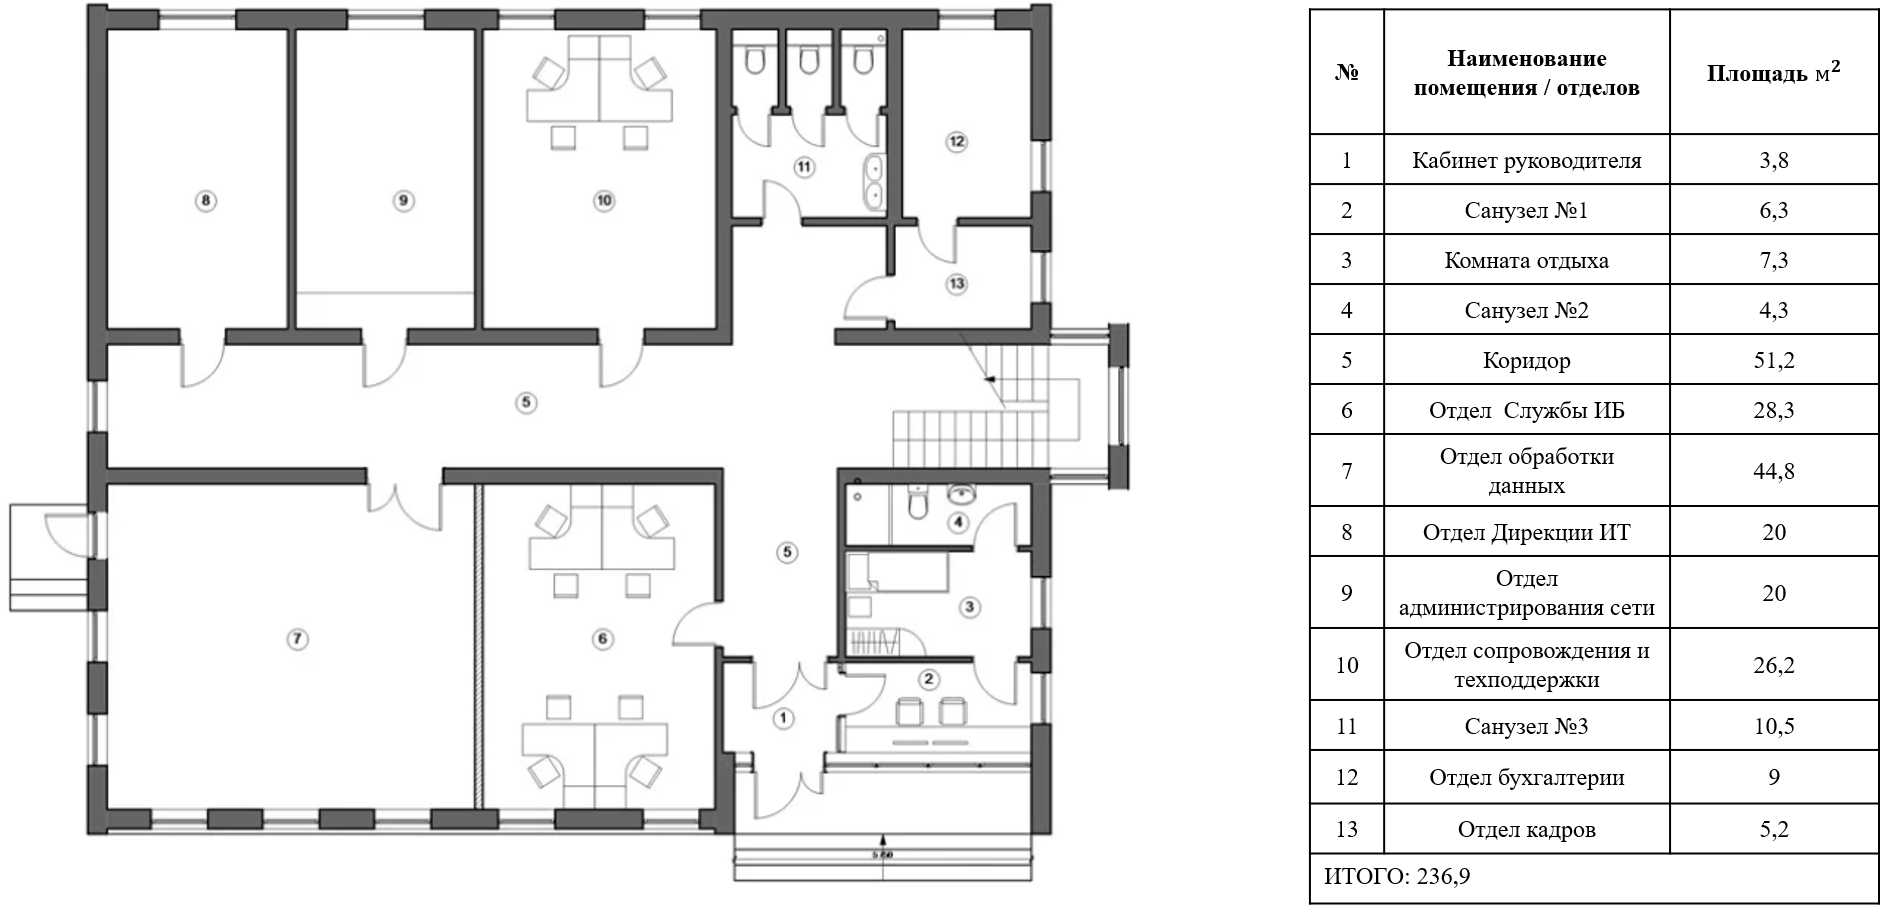 8
9
10
11
12
13
5
5
7
6
4
3
2
1
№ Наименование помещения / отделов Площадь м²
1 Кабинет руководителя 3,8
2 Санузел №1 6,3
3 Комната отдыха 7,3
4 Санузел №2 4,3
5 Коридор 51,2
6 Отдел Службы ИБ 28,3
7 Отдел обработки данных 44,8
8 Отдел Дирекции ИТ 20
9 Отдел администрирования сети 20
10 Отдел сопровождения и техподдержки 26,2
11 Санузел №3 10,5
12 Отдел бухгалтерии 9
13 Отдел кадров 5,2
ИТОГО: 236,9